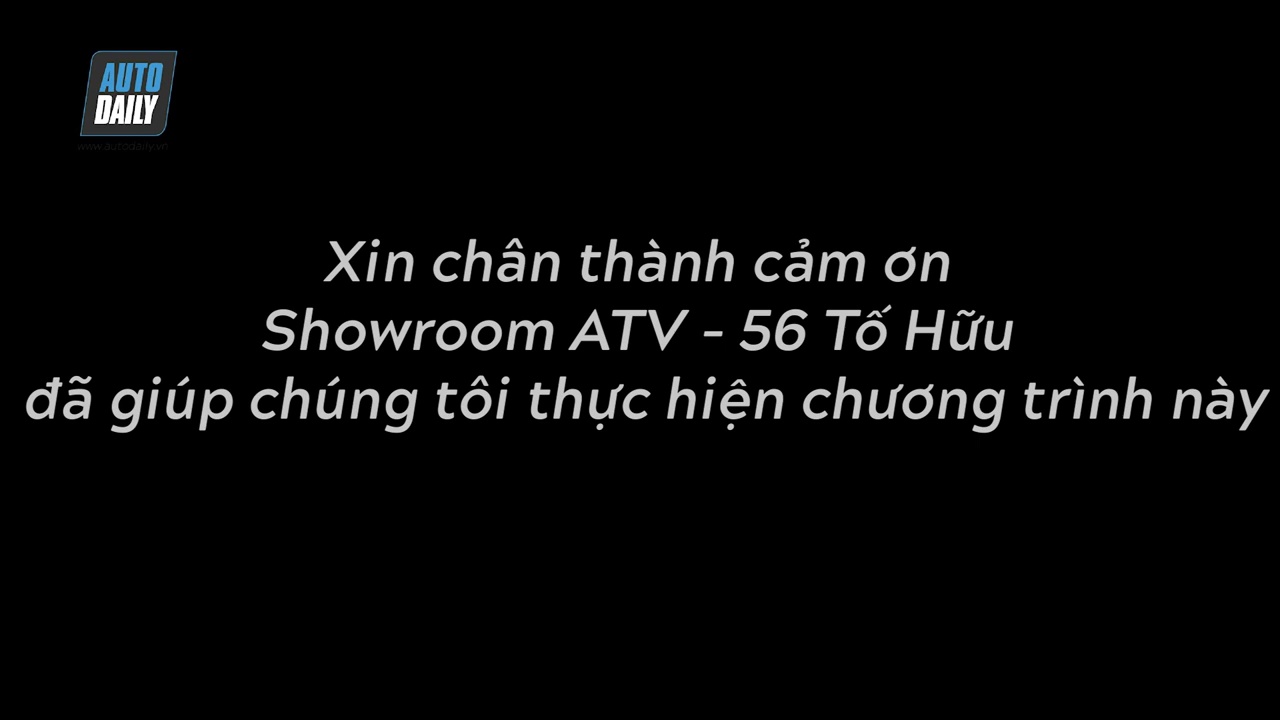 AUTO
DAILY
www.autodaily.vn
Xin chân thành cảm ơn
Showroom ATV - 56 Tố Hữu
đã giúp chúng tôi thực hiện chương trình này